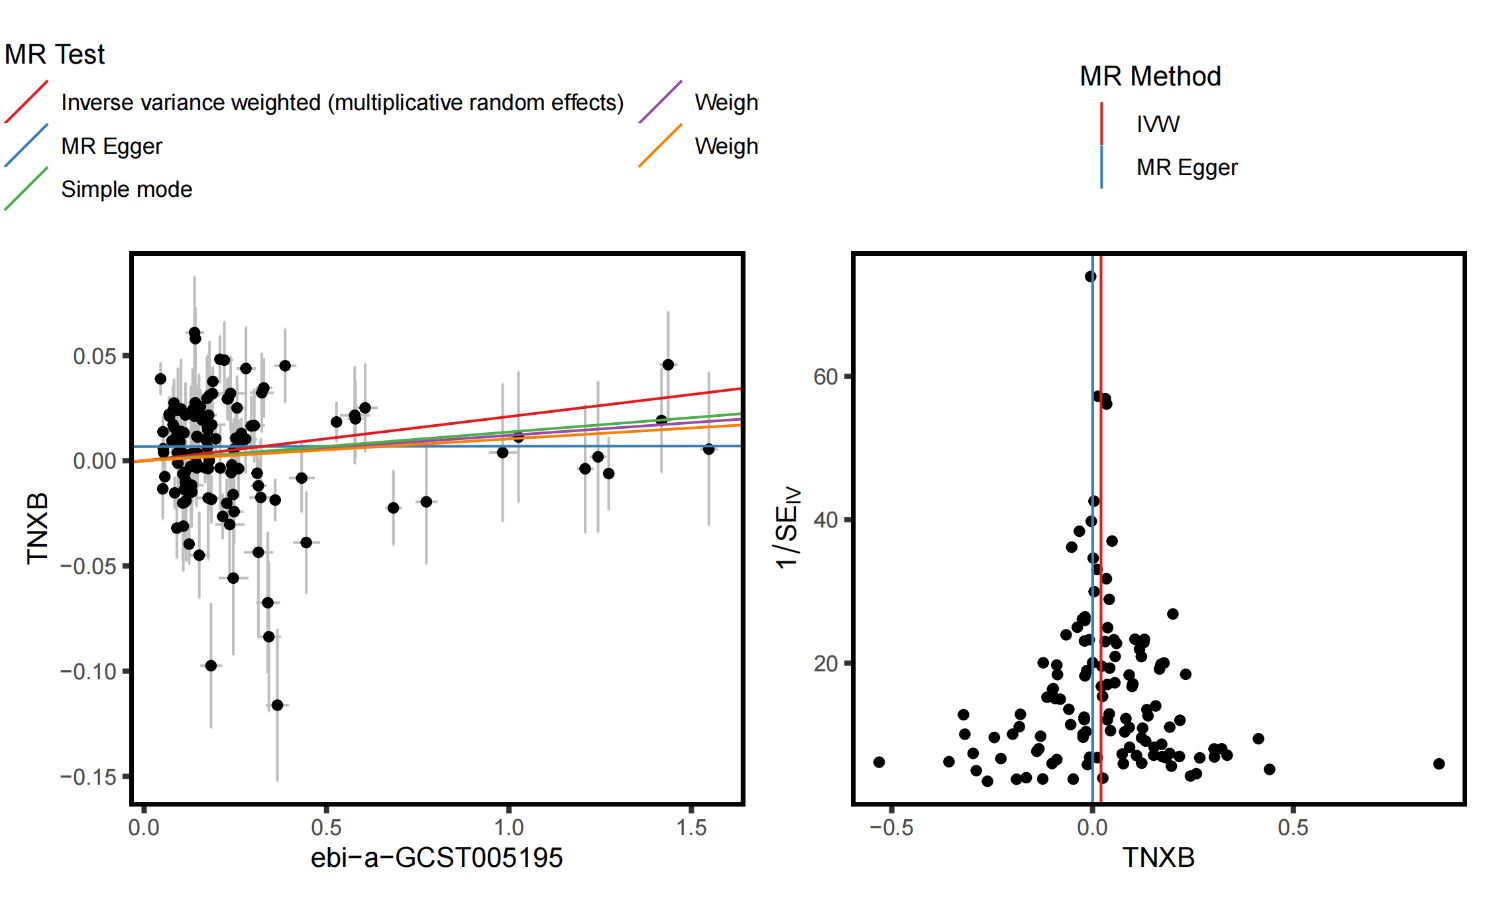 MR Test
Inverse variance weighted (multiplicative random effects)
MR Egger
Simple mode
Weigh
Weigh
MR Method
IVW
MR Egger
TNXB
0.05
0.00
−0.05
−0.10
−0.15
0.0
0.5
1.0
1.5
ebi−a−GCST005195
1/SEIV
60
40
20
−0.5
0.0
0.5
TNXB